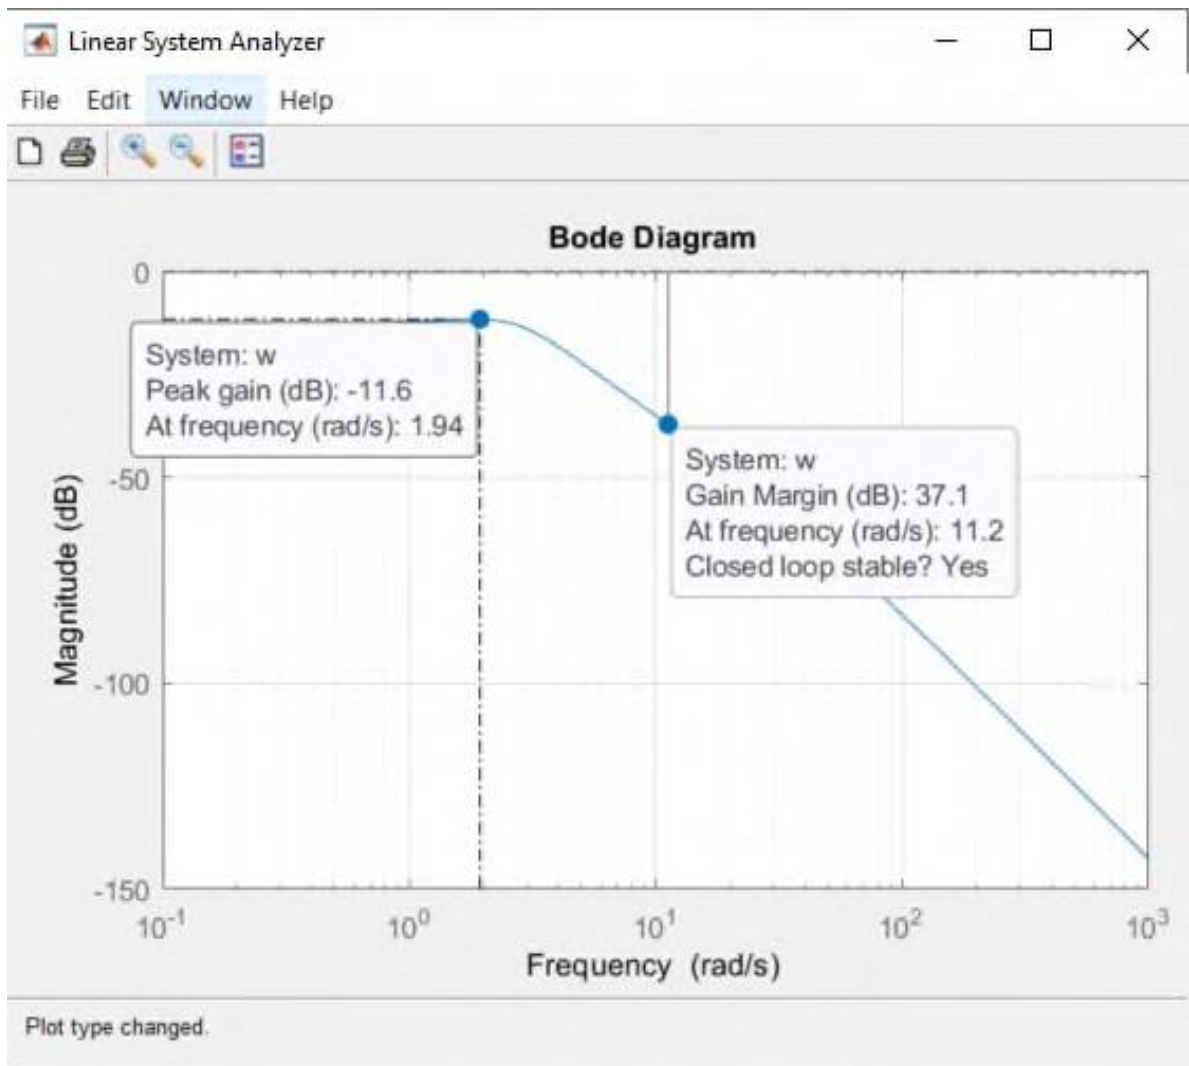 Linear System Analyzer
File Edit Window Help
Bode Diagram
0
System: w
Peak gain (dB): -11.6
At frequency (rad/s): 1.94
-50
System: w
Gain Margin (dB): 37.1
At frequency (rad/s): 11.2
Closed loop stable? Yes
Magnitude (dB)
-100
-150
10-1 100 101 102 103
Frequency (rad/s)
Plot type changed.